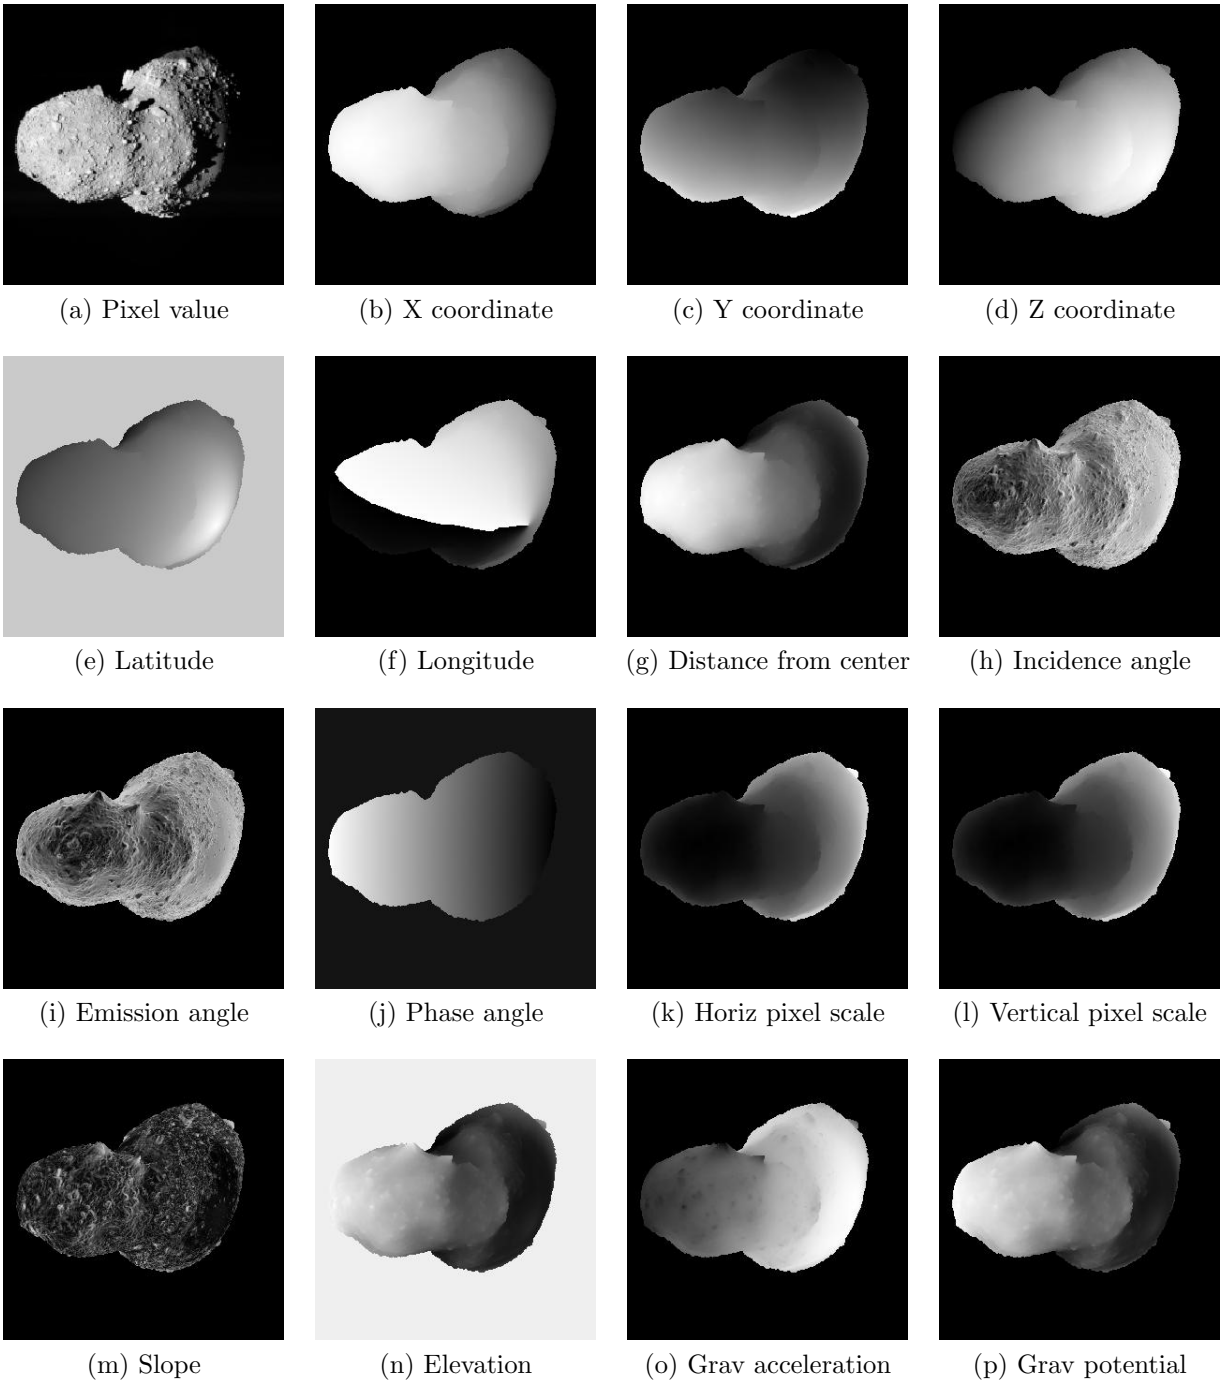 (a) Pixel value
(b) X coordinate
(c) Y coordinate
(d) Z coordinate
(e) Latitude
(f) Longitude
(g) Distance from center
(h) Incidence angle
(i) Emission angle
(j) Phase angle
(k) Horiz pixel scale
(l) Vertical pixel scale
(m) Slope
(n) Elevation
(o) Grav acceleration
(p) Grav potential